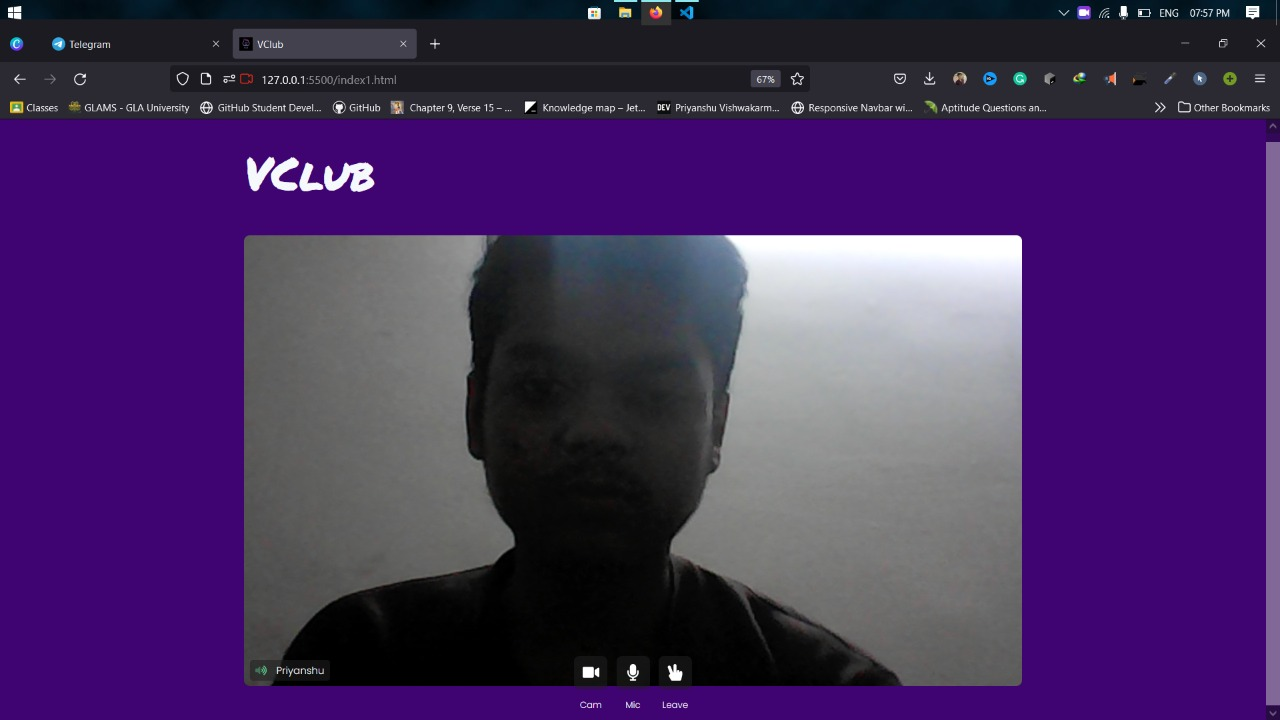 ENG 07:57 PM
Telegram VClub
127.0.0.1:5500/index1.html 67%
Classes GLAMS - GLA University GitHub Student Devel... GitHub Chapter 9, Verse 15 – ... Knowledge map – Jet... DEV Priyanshu Vishwakarm... Responsive Navbar wi... Aptitude Questions an... Other Bookmarks
VClub
Priyanshu
Cam Mic Leave